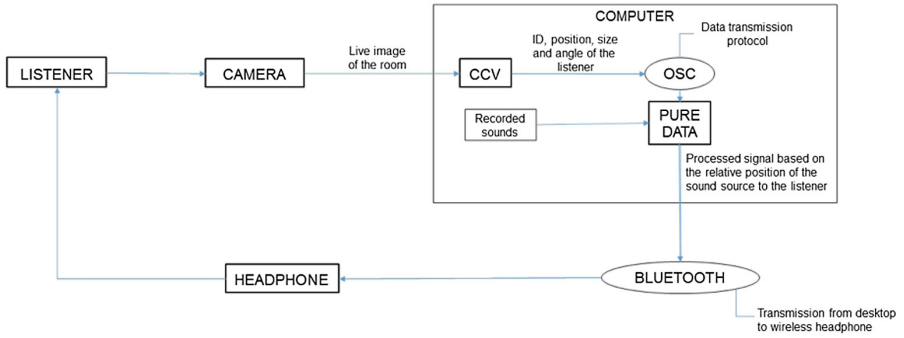 COMPUTER
Live image
of the room
ID, position, size
and angle of the
listener
Data transmission
protocol
LISTENER
CAMERA
CCV
OSC
Recorded
sounds
PURE
DATA
Processed signal based on
the relative position of the
sound source to the listener
HEADPHONE
BLUETOOTH
Transmission from desktop
to wireless headphone